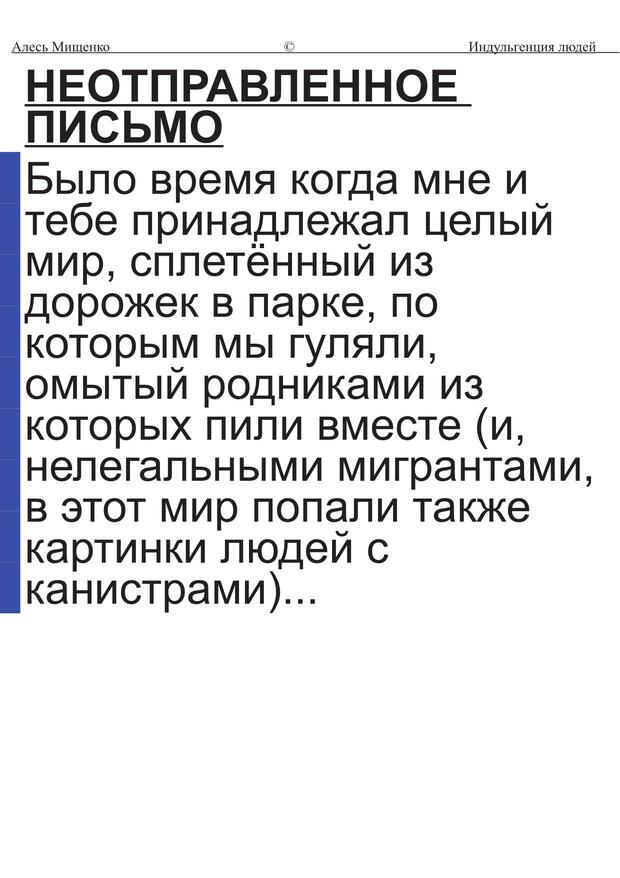 Алесь Мищенко © Индульгенция людей
НЕОТПРАВЛЕННОЕ
ПИСЬМО
Было время когда мне и
тебе принадлежал целый
мир, сплетённый из
дорожек в парке, по
которым мы гуляли,
омытый родниками из
которых пили вместе (и,
нелегальными мигрантами,
в этот мир попали также
картинки людей с
канистрами)...